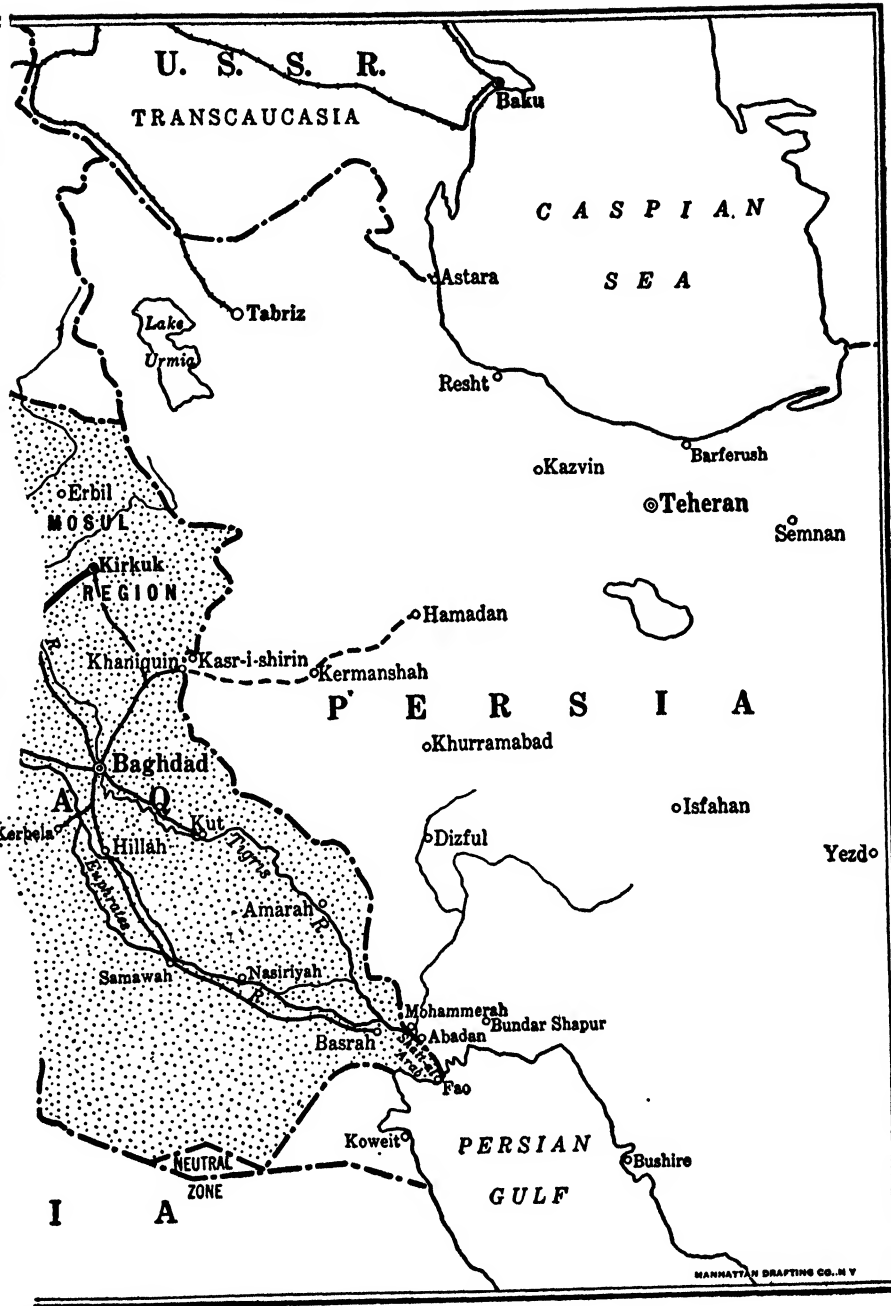 U. S. S. R.
TRANSCAUCASIA
Baku
CASPIAN
SEA
Astara
Tabriz
Lake
Urmia
Resht
Barferush
Kazvin
Teheran
Semnan
Erbil
MOSUL
Kirkuk
REGION
Hamadan
R
Khaniquin
Kasr-i-shirin
Kermanshah
PERSIA
Khurramabad
Baghdad
A Q
Isfahan
Kerbela
Kut
Dizful
Hillah
Tigris
Yezd
Euphrates
Amarah
R
Samawah
Nasiriyah
R
Mohammerah
Bundar Shapur
Basrah
Abadan
Shatt-al
Arab
Fao
Koweit
PERSIAN
GULF
NEUTRAL
ZONE
Bushire
I A
MANHATTAN DRAFTING CO., N Y